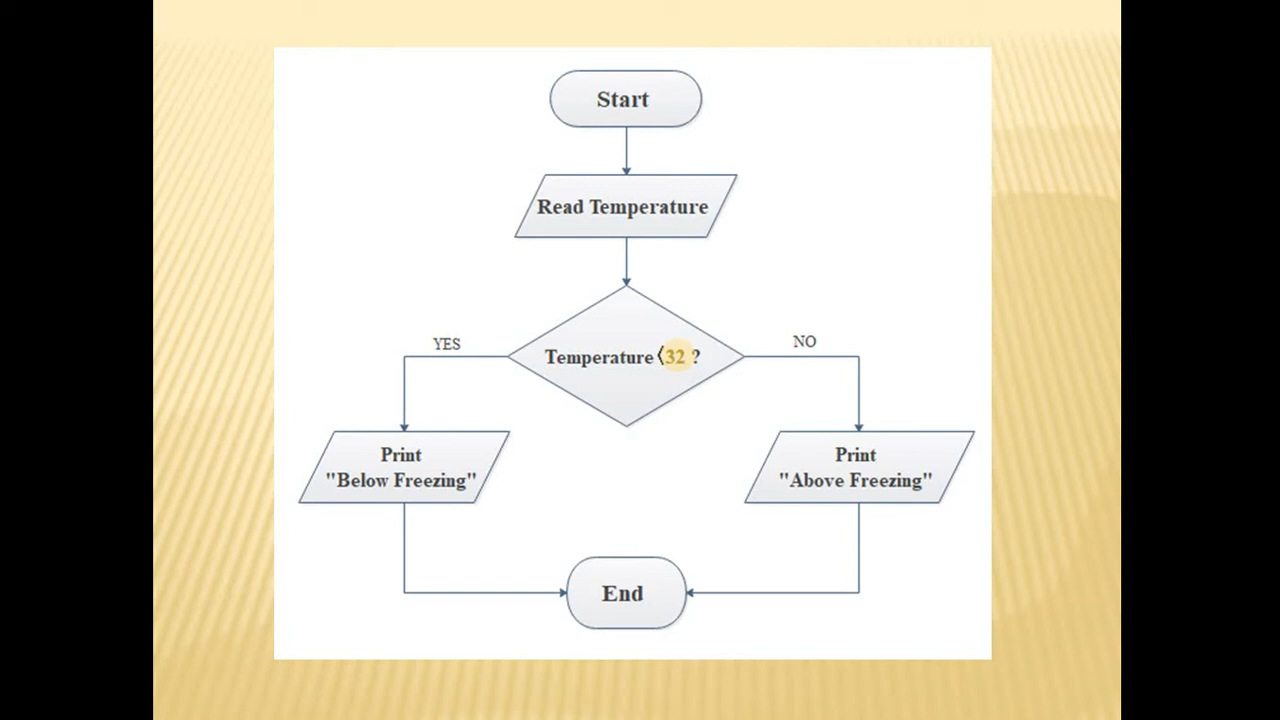 Start
Read Temperature
Temperature <32 ?
YES
NO
Print
"Below Freezing"
Print
"Above Freezing"
End